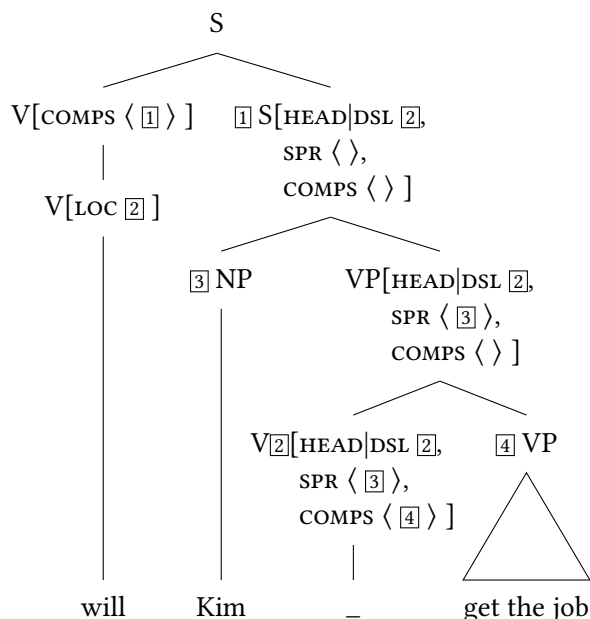 S
V[COMPS ⟨ 1 ⟩ ] 1 S[HEAD|DSL 2,
SPR ⟨ ⟩,
COMPS ⟨ ⟩ ]
V[LOC 2 ]
3 NP VP[HEAD|DSL 2,
SPR ⟨ 3 ⟩,
COMPS ⟨ ⟩ ]
V2[HEAD|DSL 2, 4 VP
SPR ⟨ 3 ⟩,
COMPS ⟨ 4 ⟩ ]
will Kim _ get the job